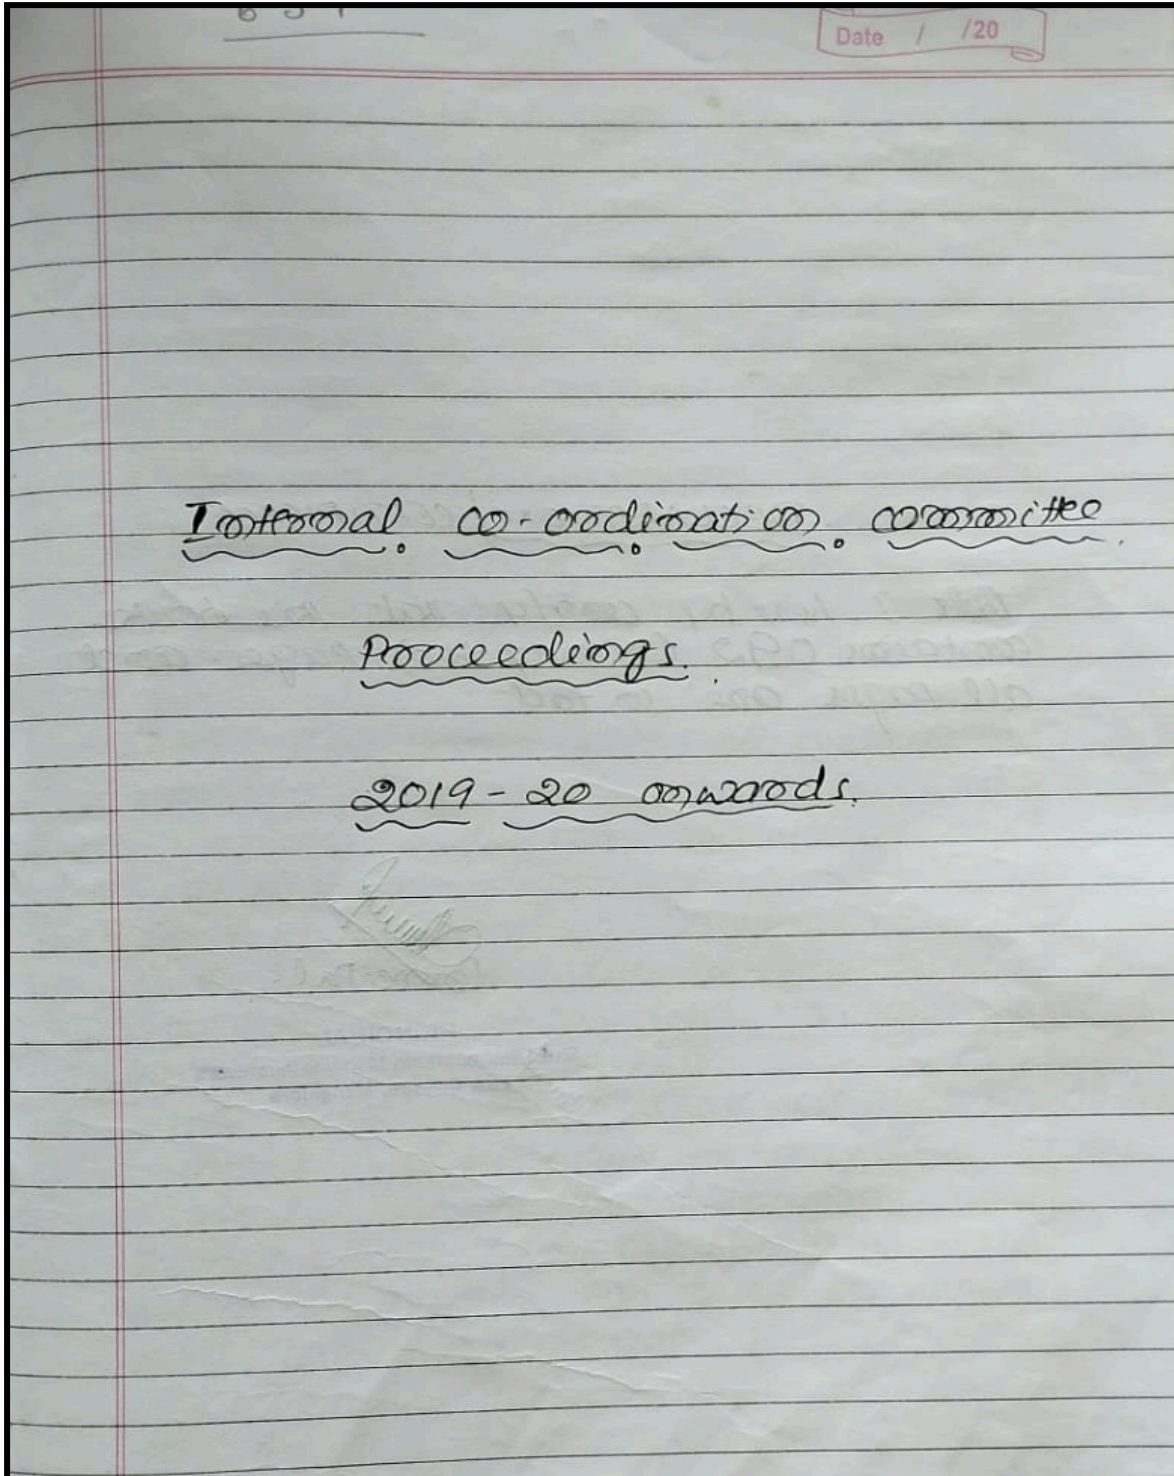 Date / /20
Internal co-ordination committee.
Proceedings.
2019-20 onwards.